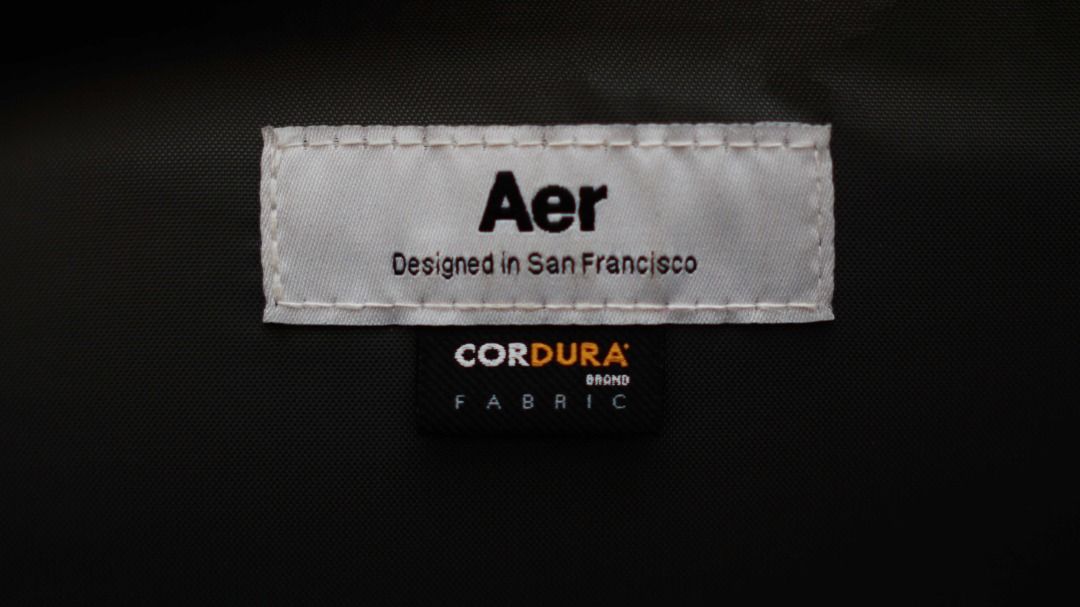 Aer
Designed in San Francisco
CORDURA
BRAND
FABRIC